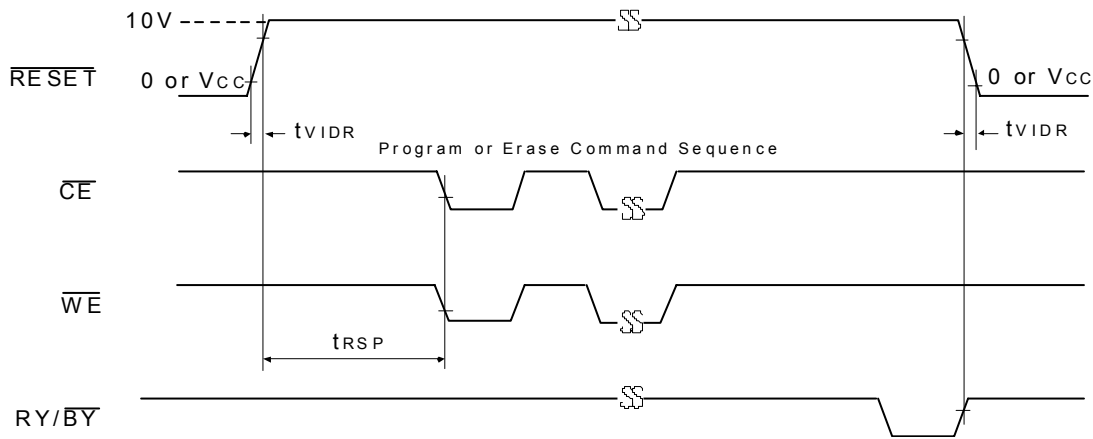 10V
RESET
0 or VCC
0 or VCC
tVIDR
tVIDR
Program or Erase Command Sequence
CE
WE
tRSP
RY/BY